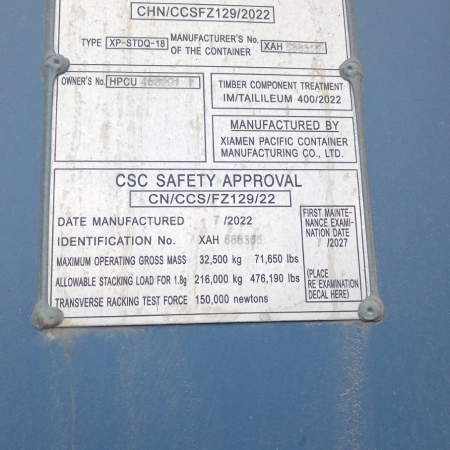 CHN/CCSFZ129/2022
TYPE XP-STDQ-18 MANUFACTURER'S No. OF THE CONTAINER XAH
OWNER'S No. HPCU
TIMBER COMPONENT TREATMENT
IM/TAILILEUM 400/2022
MANUFACTURED BY
XIAMEN PACIFIC CONTAINER
MANUFACTURING CO., LTD.
CSC SAFETY APPROVAL
CN/CCS/FZ129/22
DATE MANUFACTURED 7/2022
IDENTIFICATION No. XAH
MAXIMUM OPERATING GROSS MASS 32,500 kg 71,650 lbs
ALLOWABLE STACKING LOAD FOR 1.8g 216,000 kg 476,190 lbs
TRANSVERSE RACKING TEST FORCE 150,000 newtons
FIRST MAINTE-
NANCE EXAMI-
NATION DATE
7/2027
(PLACE
RE EXAMINATION
DECAL HERE)